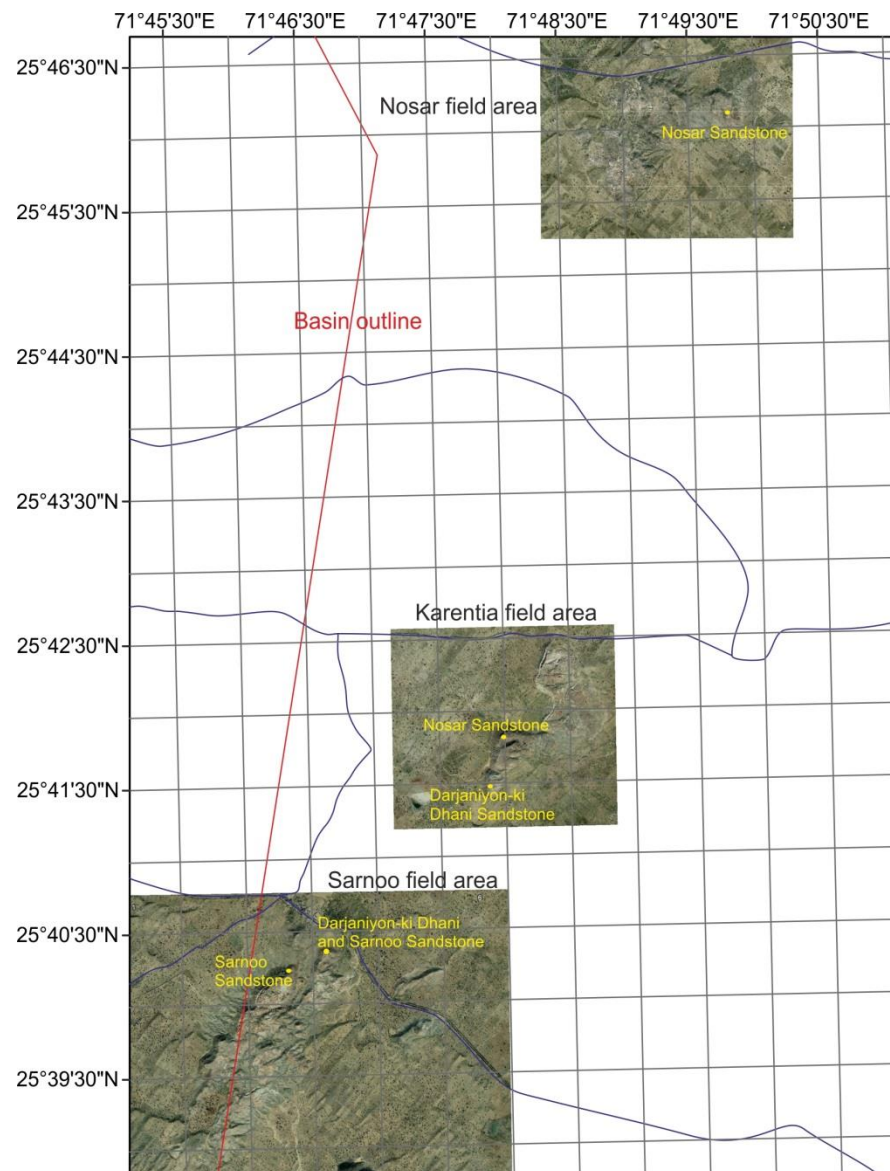 71°45'30"E 71°46'30"E 71°47'30"E 71°48'30"E 71°49'30"E 71°50'30"E
25°46'30"N
Nosar field area
Nosar Sandstone
25°45'30"N
Basin outline
25°44'30"N
25°43'30"N
Karentia field area
25°42'30"N
Nosar Sandstone
25°41'30"N
Darjaniyon-ki
Dhani Sandstone
Sarnoo field area
25°40'30"N
Darjaniyon-ki Dhani
and Sarnoo Sandstone
Sarnoo
Sandstone
25°39'30"N